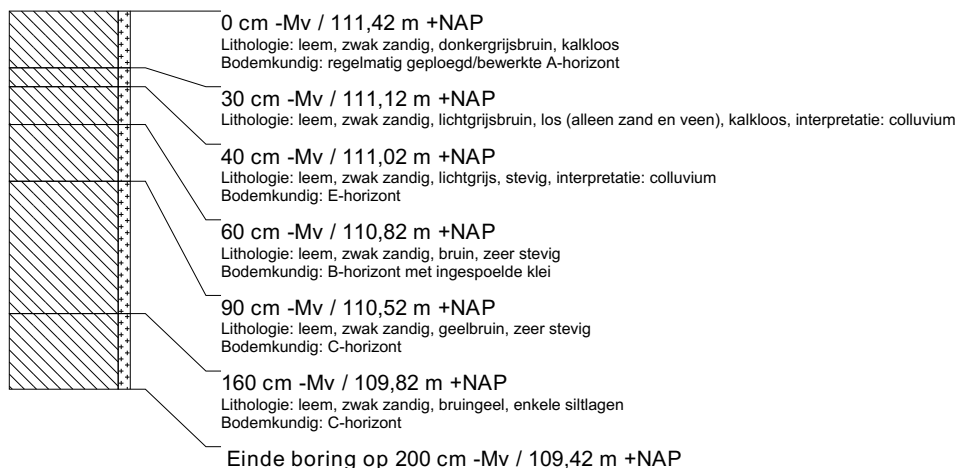 0 cm -Mv / 111,42 m +NAP
Lithologie: leem, zwak zandig, donkergrijsbruin, kalkloos
Bodemkundig: regelmatig geploegd/bewerkte A-horizont
30 cm -Mv / 111,12 m +NAP
Lithologie: leem, zwak zandig, lichtgrijsbruin, los (alleen zand en veen), kalkloos, interpretatie: colluvium
40 cm -Mv / 111,02 m +NAP
Lithologie: leem, zwak zandig, lichtgrijs, stevig, interpretatie: colluvium
Bodemkundig: E-horizont
60 cm -Mv / 110,82 m +NAP
Lithologie: leem, zwak zandig, bruin, zeer stevig
Bodemkundig: B-horizont met ingespoelde klei
90 cm -Mv / 110,52 m +NAP
Lithologie: leem, zwak zandig, geelbruin, zeer stevig
Bodemkundig: C-horizont
160 cm -Mv / 109,82 m +NAP
Lithologie: leem, zwak zandig, bruingeel, enkele siltlagen
Bodemkundig: C-horizont
Einde boring op 200 cm -Mv / 109,42 m +NAP